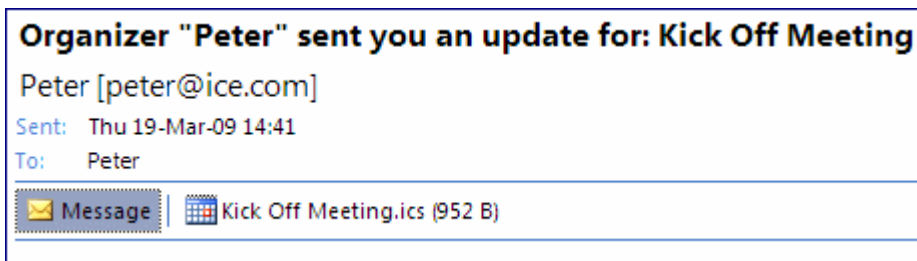 Organizer "Peter" sent you an update for: Kick Off Meeting
Peter [peter@ice.com]
Sent: Thu 19-Mar-09 14:41
To: Peter
Message Kick Off Meeting.ics (952 B)